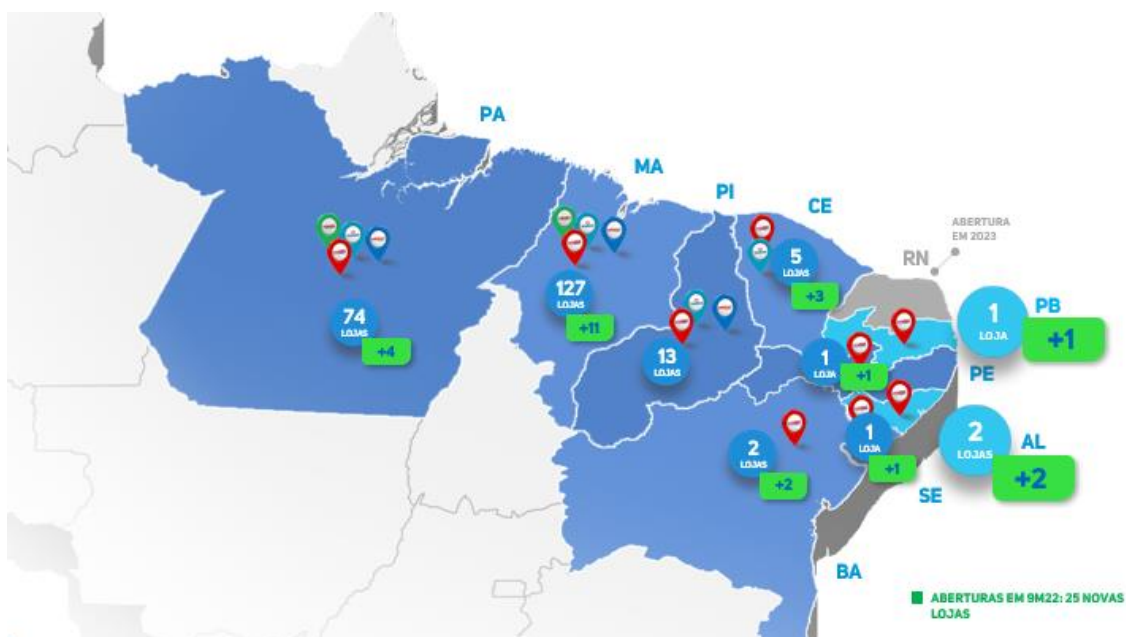 PA
MA
PI
CE
ABERTURA
EM 2023
RN
5
LOJAS
+3
127
LOJAS
+11
74
LOJAS
+4
13
LOJAS
1
LOJA
+1
1
LOJA
PB
+1
PE
2
LOJAS
+2
1
LOJA
+1
2
LOJAS
AL
+2
SE
BA
ABERTURAS EM 9M22: 25 NOVAS
LOJAS